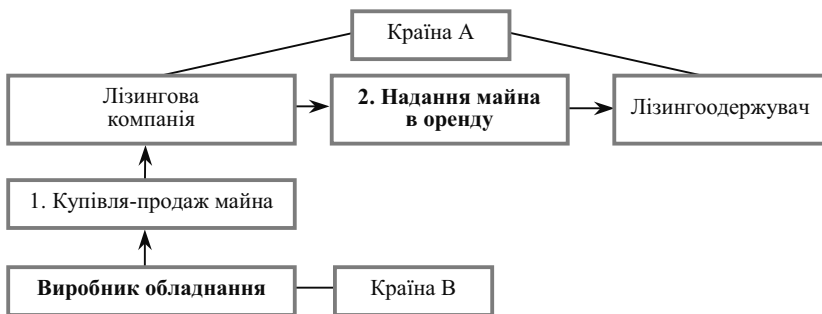 Країна А
Лізингова
компанія
2. Надання майна
в оренду
Лізингоодержувач
1. Купівля-продаж майна
Виробник обладнання
Країна В